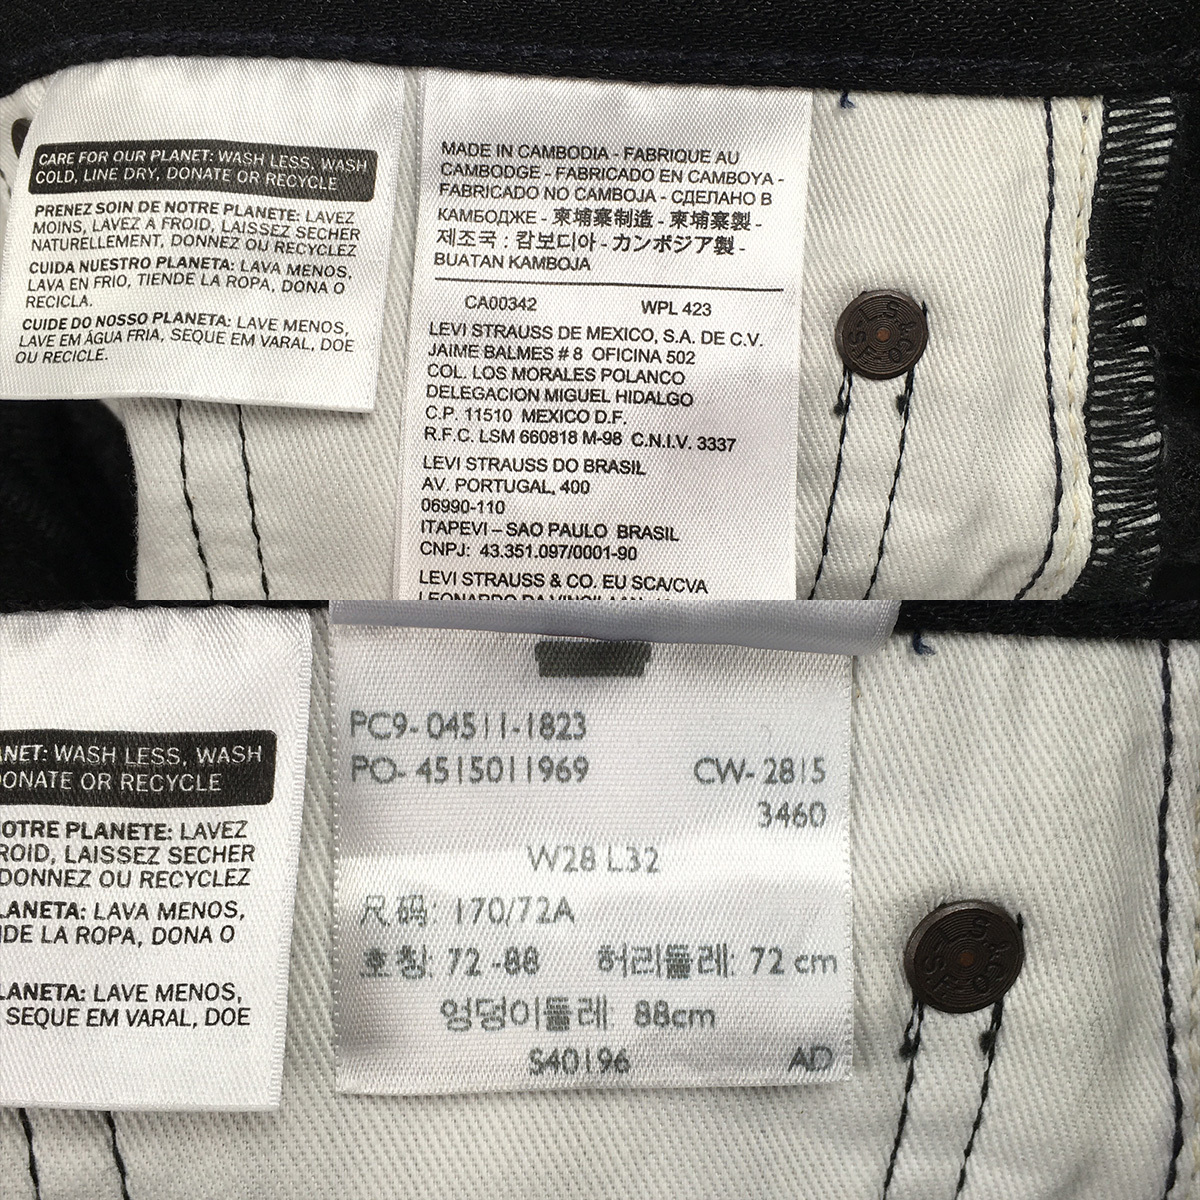 CARE FOR OUR PLANET: WASH LESS, WASH
COLD, LINE DRY, DONATE OR RECYCLE
PRENEZ SOIN DE NOTRE PLANETE: LAVEZ
MOINS, LAVEZ À FROID, LAISSEZ SECHER
NATURELLEMENT, DONNEZ OU RECYCLEZ
CUIDA NUESTRO PLANETA: LAVA MENOS,
LAVA EN FRIO, TIENDE LA ROPA, DONA O
RECICLA.
CUIDE DO NOSSO PLANETA: LAVE MENOS,
LAVE EM ÁGUA FRIA, SEQUE EM VARAL, DOE
OU RECICLE.
MADE IN CAMBODIA - FABRIQUE AU
CAMBODGE - FABRICADO EN CAMBOYA -
FABRICADO NO CAMBOJA - СДЕЛАНО В
КАМБОДЖЕ - 柬埔寨制造 - 柬埔寨製 -
제조국 : 캄보디아 - カンボジア製 -
BUATAN KAMBOJA
CA00342 WPL 423
LEVI STRAUSS DE MEXICO, S.A. DE C.V.
JAIME BALMES # 8 OFICINA 502
COL. LOS MORALES POLANCO
DELEGACION MIGUEL HIDALGO
C.P. 11510 MEXICO D.F.
R.F.C. LSM 660818 M-98 C.N.I.V. 3337
LEVI STRAUSS DO BRASIL
AV. PORTUGAL, 400
06990-110
ITAPEVI – SAO PAULO BRASIL
CNPJ: 43.351.097/0001-90
LEVI STRAUSS & CO. EU SCA/CVA
L S & CO
S F
ANET: WASH LESS, WASH
ONATE OR RECYCLE
OTRE PLANETE: LAVEZ
ROID, LAISSEZ SECHER
DONNEZ OU RECYCLEZ
LANETA: LAVA MENOS,
IDE LA ROPA, DONA O
LANETA: LAVE MENOS,
SEQUE EM VARAL, DOE
PC9- 04511-1823
PO- 4515011969 CW- 2815
3460
W28 L32
尺码: 170/72A
호칭: 72 -88 허리둘레: 72 cm
엉덩이둘레 88cm
S40196 AD
L S & CO
S F